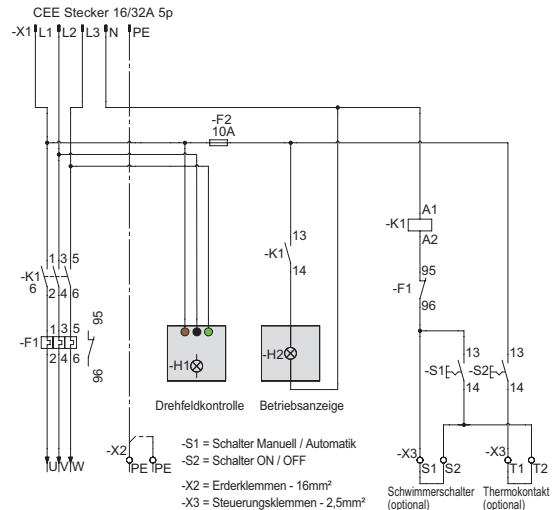 CEE Stecker 16/32A 5p
-X1 L1 L2 L3 N PE
-F2
10A
A1
-K1
A2
13
-K1
14
1 3 5
-K1
6
2 4 6
95
-F1
96
1 3 5
-F1
2 4 6
95
96
-H1
-H2
13
-S1
14
13
-S2
14
Drehfeldkontrolle
Betriebsanzeige
-X2
PE PE
U V W
-S1 = Schalter Manuell / Automatik
-S2 = Schalter ON / OFF
-X2 = Erderklemmen - 16mm²
-X3 = Steuerungsklemmen - 2,5mm²
-X3
S1 S2
-X3
T1 T2
Schwimmerschalter
(optional)
Thermokontakt
(optional)